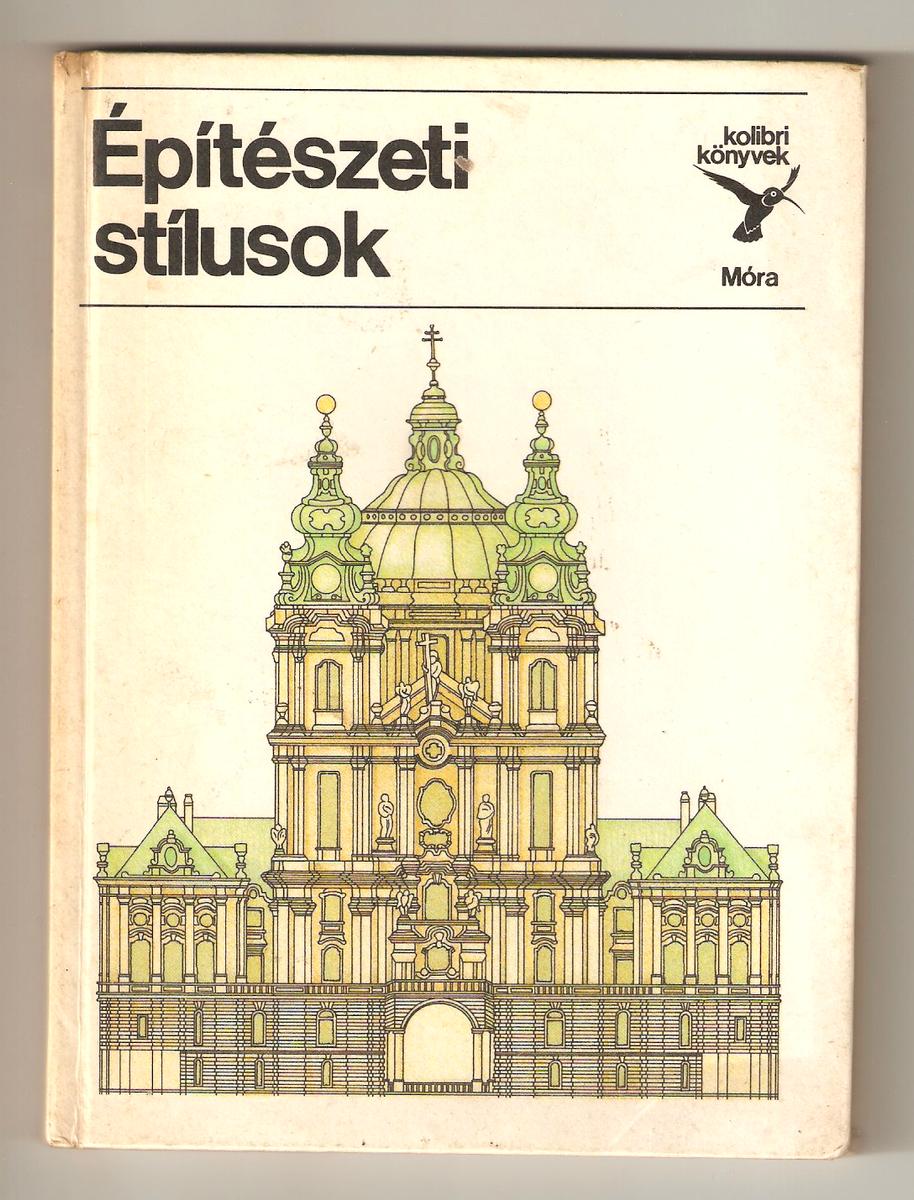 Építészeti
stílusok
kolibri
könyvek
Móra